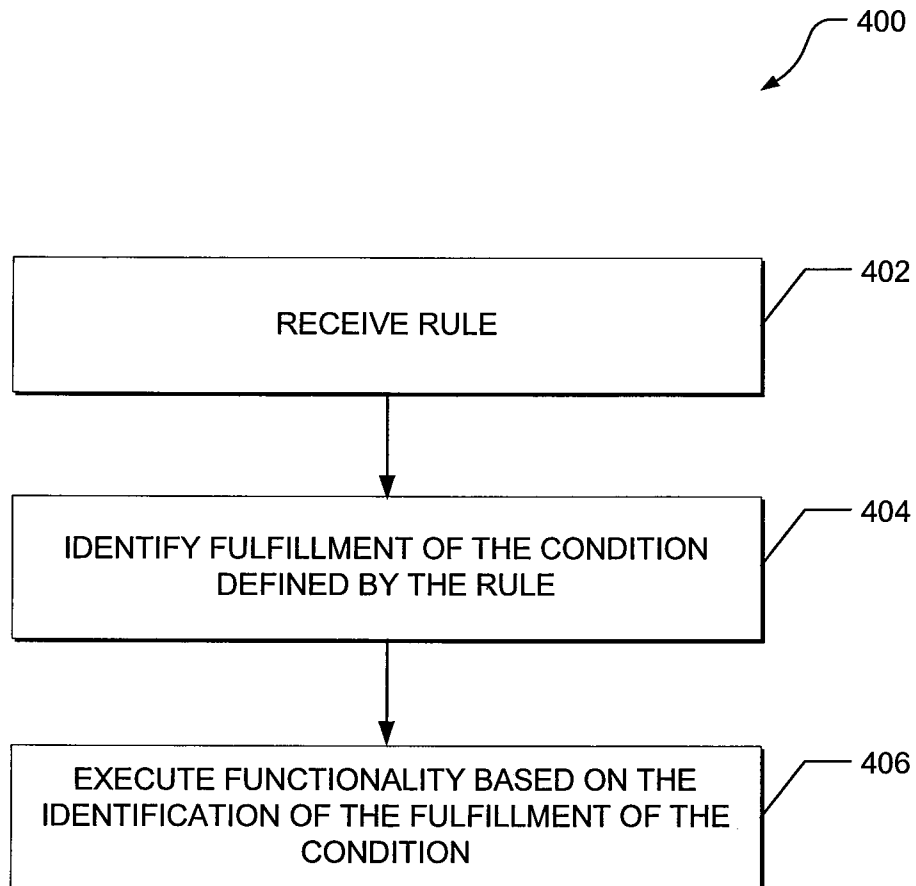 400
RECEIVE RULE
402
IDENTIFY FULFILLMENT OF THE CONDITION
DEFINED BY THE RULE
404
EXECUTE FUNCTIONALITY BASED ON THE
IDENTIFICATION OF THE FULFILLMENT OF THE
CONDITION
406